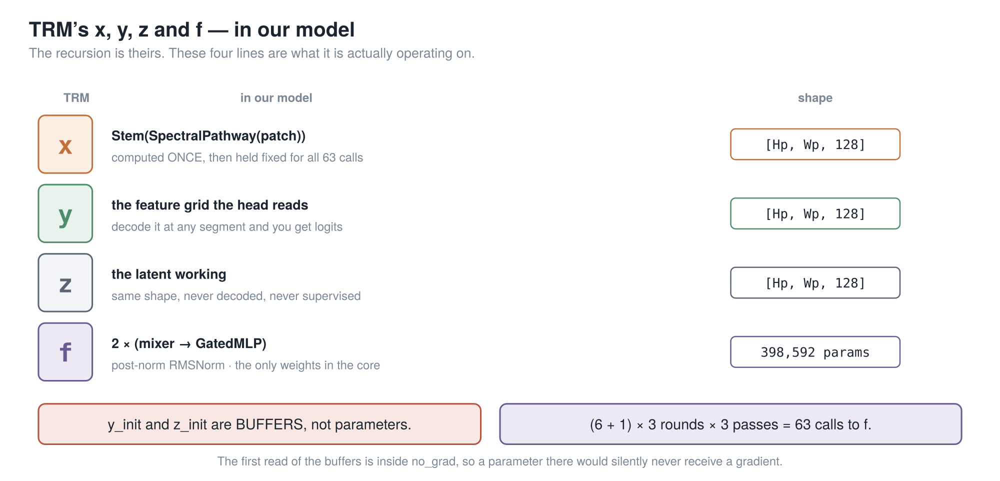 TRM’s x, y, z and f — in our model
The recursion is theirs. These four lines are what it is actually operating on.
TRM in our model shape
x
Stem(SpectralPathway(patch))
computed ONCE, then held fixed for all 63 calls
[Hp, Wp, 128]
y
the feature grid the head reads
decode it at any segment and you get logits
[Hp, Wp, 128]
z
the latent working
same shape, never decoded, never supervised
[Hp, Wp, 128]
f
2 × (mixer → GatedMLP)
post-norm RMSNorm · the only weights in the core
398,592 params
y_init and z_init are BUFFERS, not parameters.
(6 + 1) × 3 rounds × 3 passes = 63 calls to f.
The first read of the buffers is inside no_grad, so a parameter there would silently never receive a gradient.